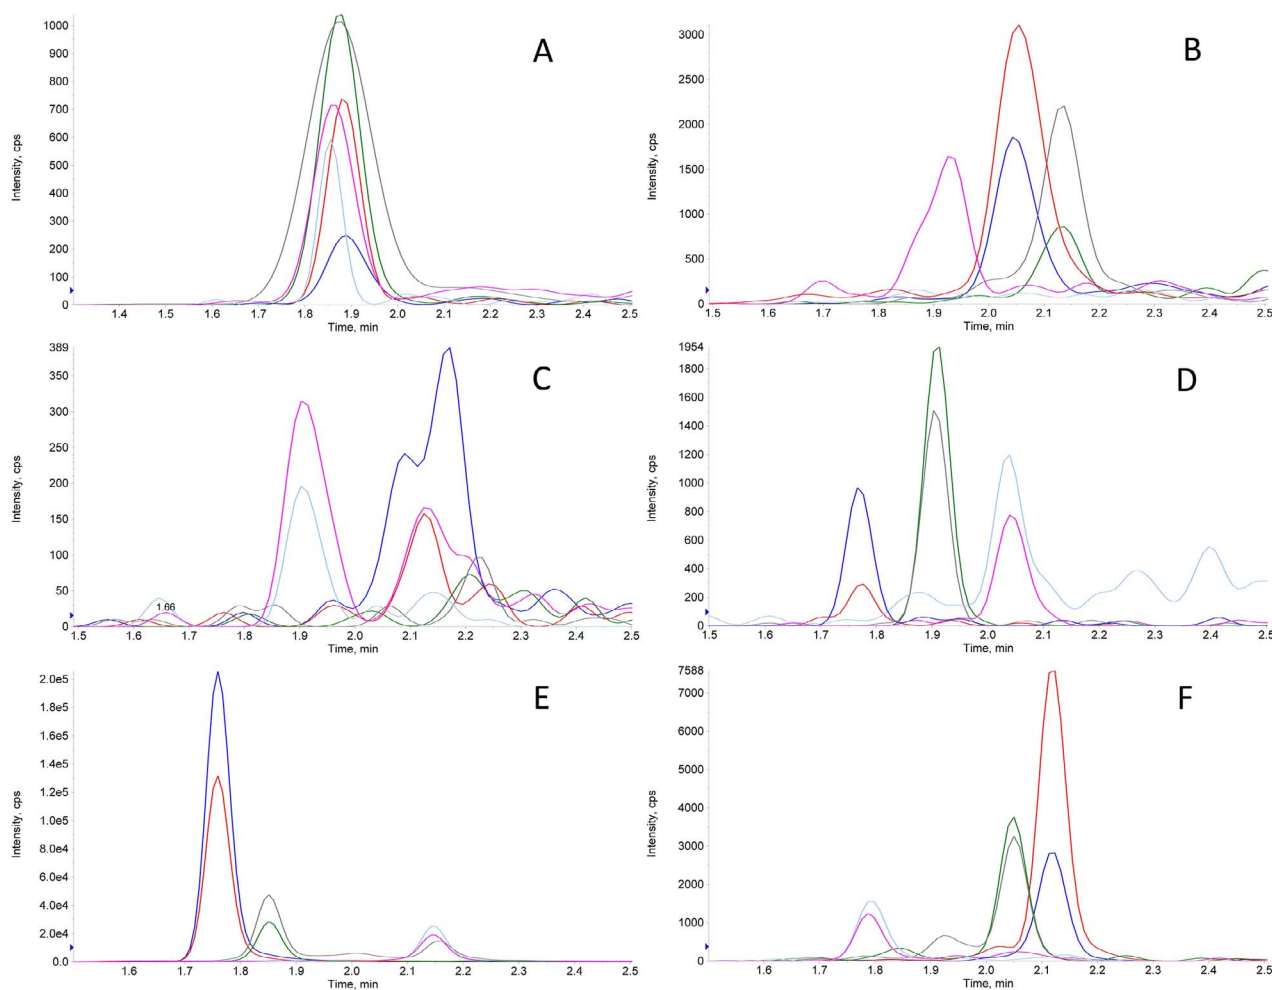 A
Intensity, cps
1000
900
800
700
600
500
400
300
200
100
0
1.4 1.6 1.7 1.8 1.9 2.0 2.1 2.2 2.3 2.4 2.5
Time, min
B
Intensity, cps
3000
2500
2000
1500
1000
500
0
1.5 1.6 1.7 1.8 1.9 2.0 2.1 2.2 2.3 2.5
Time, min
C
Intensity, cps
389
350
300
250
200
150
100
50
0
1.66
1.5 1.6 1.7 1.8 1.9 2.0 2.1 2.2 2.3 2.4 2.5
Time, min
D
Intensity, cps
1954
1800
1600
1400
1200
1000
800
600
400
200
0
1.5 1.6 1.7 1.8 1.9 2.0 2.1 2.2 2.3 2.4 2.5
Time, min
E
Intensity, cps
2.0e5
1.8e5
1.6e5
1.4e5
1.2e5
1.0e5
8.0e4
6.0e4
4.0e4
2.0e4
0.0
1.6 1.7 1.8 1.9 2.0 2.1 2.2 2.3 2.4 2.5
Time, min
F
Intensity, cps
7588
7000
6000
5000
4000
3000
2000
1000
0
1.6 1.7 1.8 1.9 2.0 2.1 2.2 2.3 2.4 2.5
Time, min